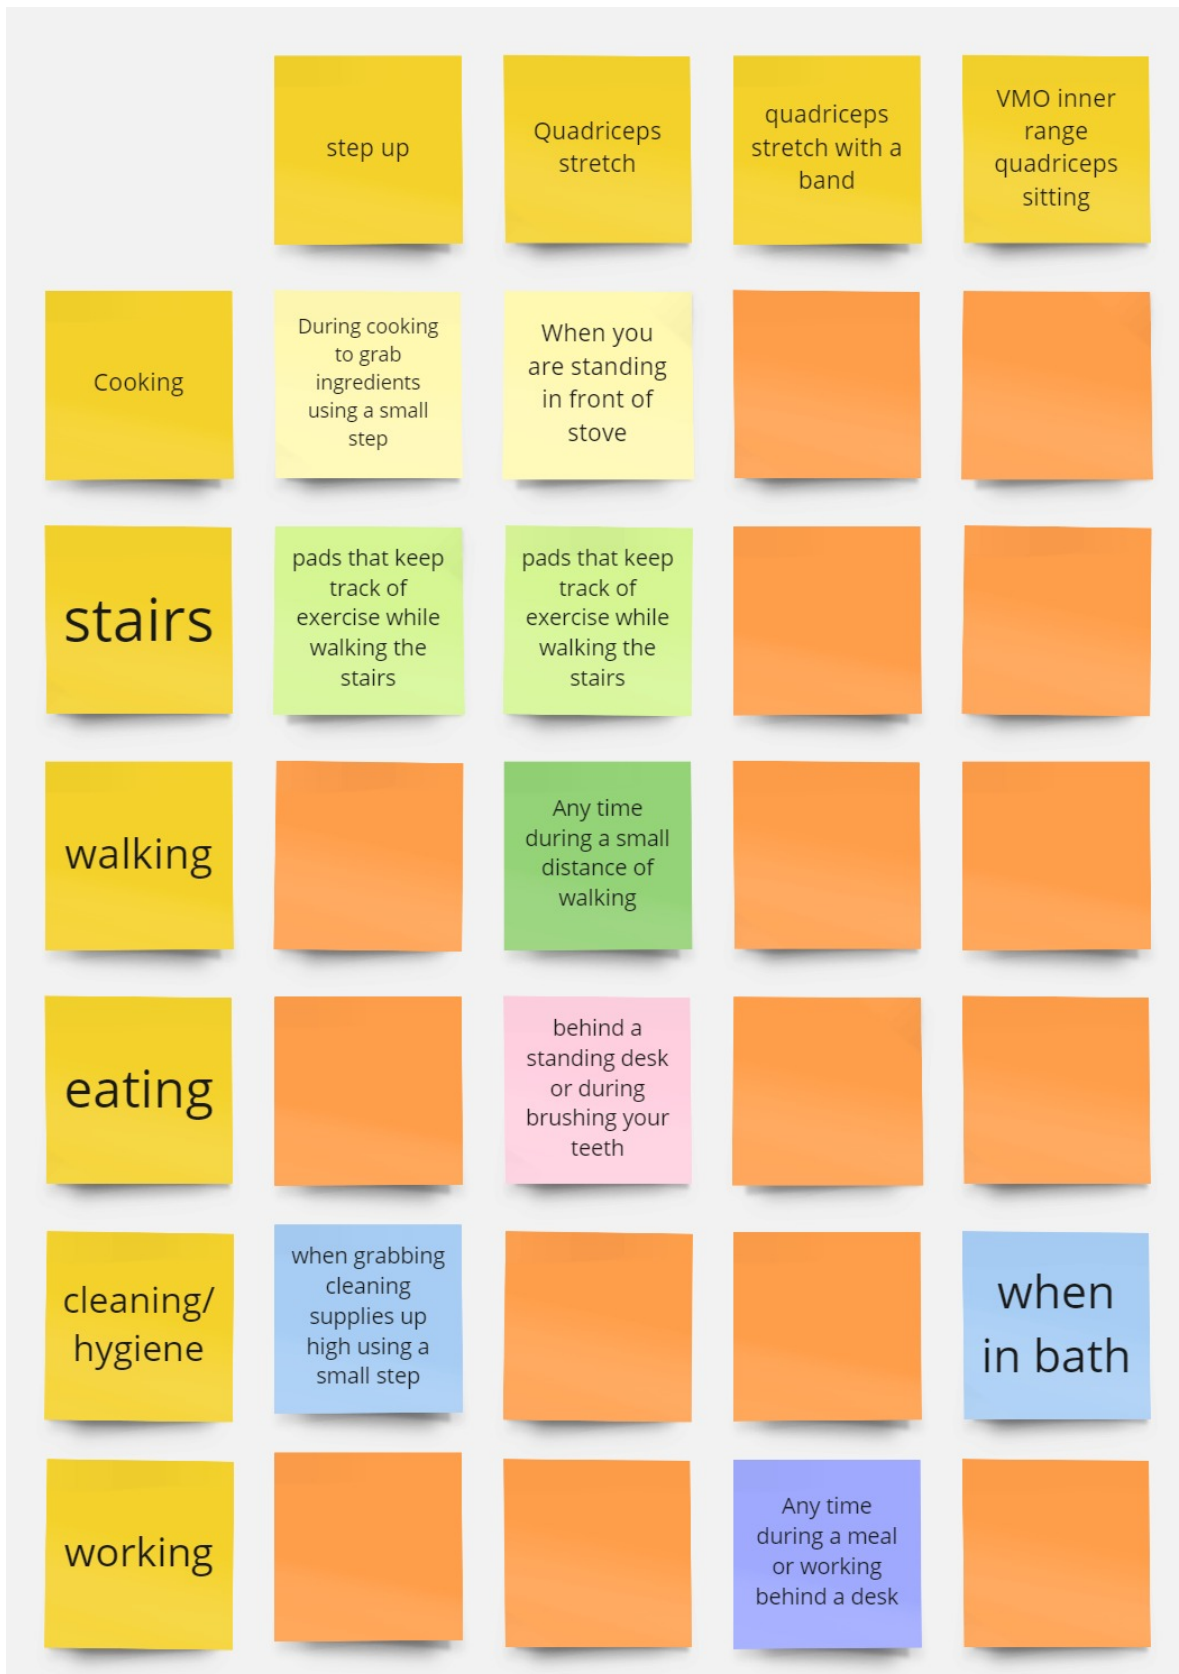 step up
Quadriceps
stretch
quadriceps
stretch with a
band
VMO inner
range
quadriceps
sitting
Cooking
During cooking
to grab
ingredients
using a small
step
When you
are standing
in front of
stove
stairs
pads that keep
track of
exercise while
walking the
stairs
pads that keep
track of
exercise while
walking the
stairs
walking
Any time
during a small
distance of
walking
eating
behind a
standing desk
or during
brushing your
teeth
cleaning/
hygiene
when grabbing
cleaning
supplies up
high using a
small step
when
in bath
working
Any time
during a meal
or working
behind a desk